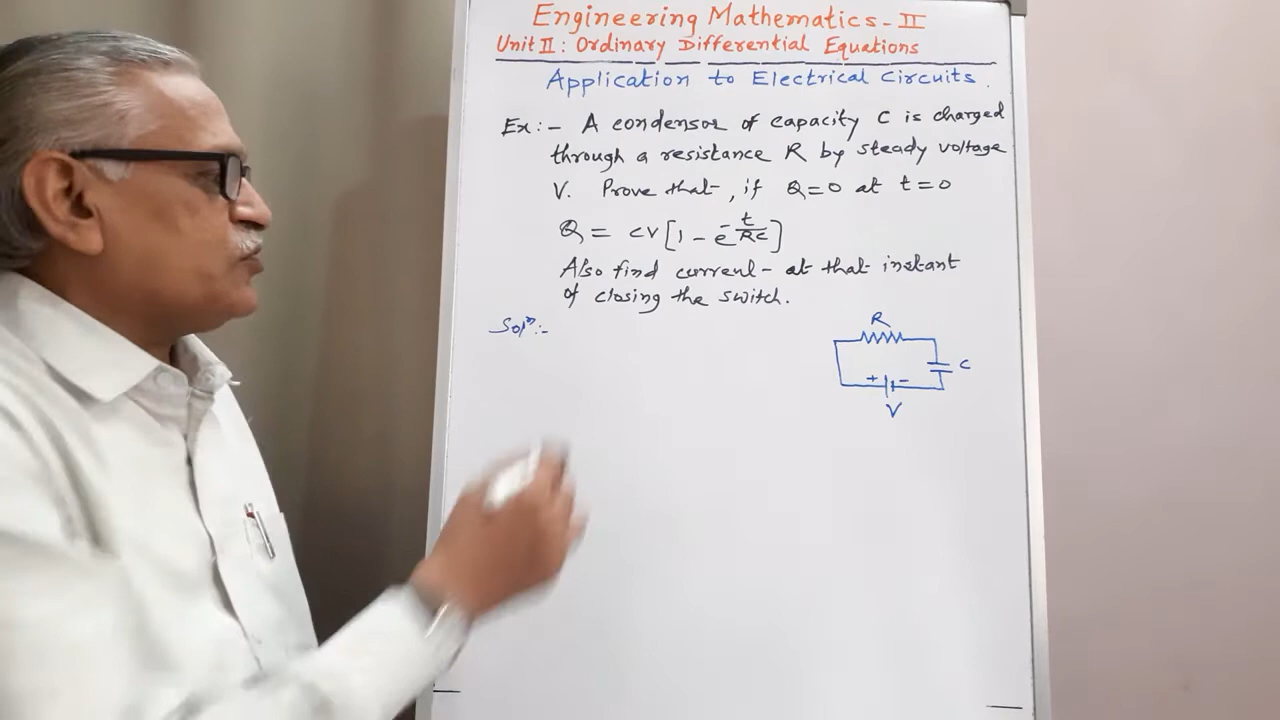 Engineering Mathematics - II
Unit II : Ordinary Differential Equations
Application to Electrical Circuits.
Ex:- A condensor of capacity C is charged
through a resistance R by steady voltage
V. Prove that, if Q=0 at t=0
Q = CV[1 - e^{-t/RC}]
Also find current at that instant
of closing the switch.
Solⁿ:-
R
C
+ -
V